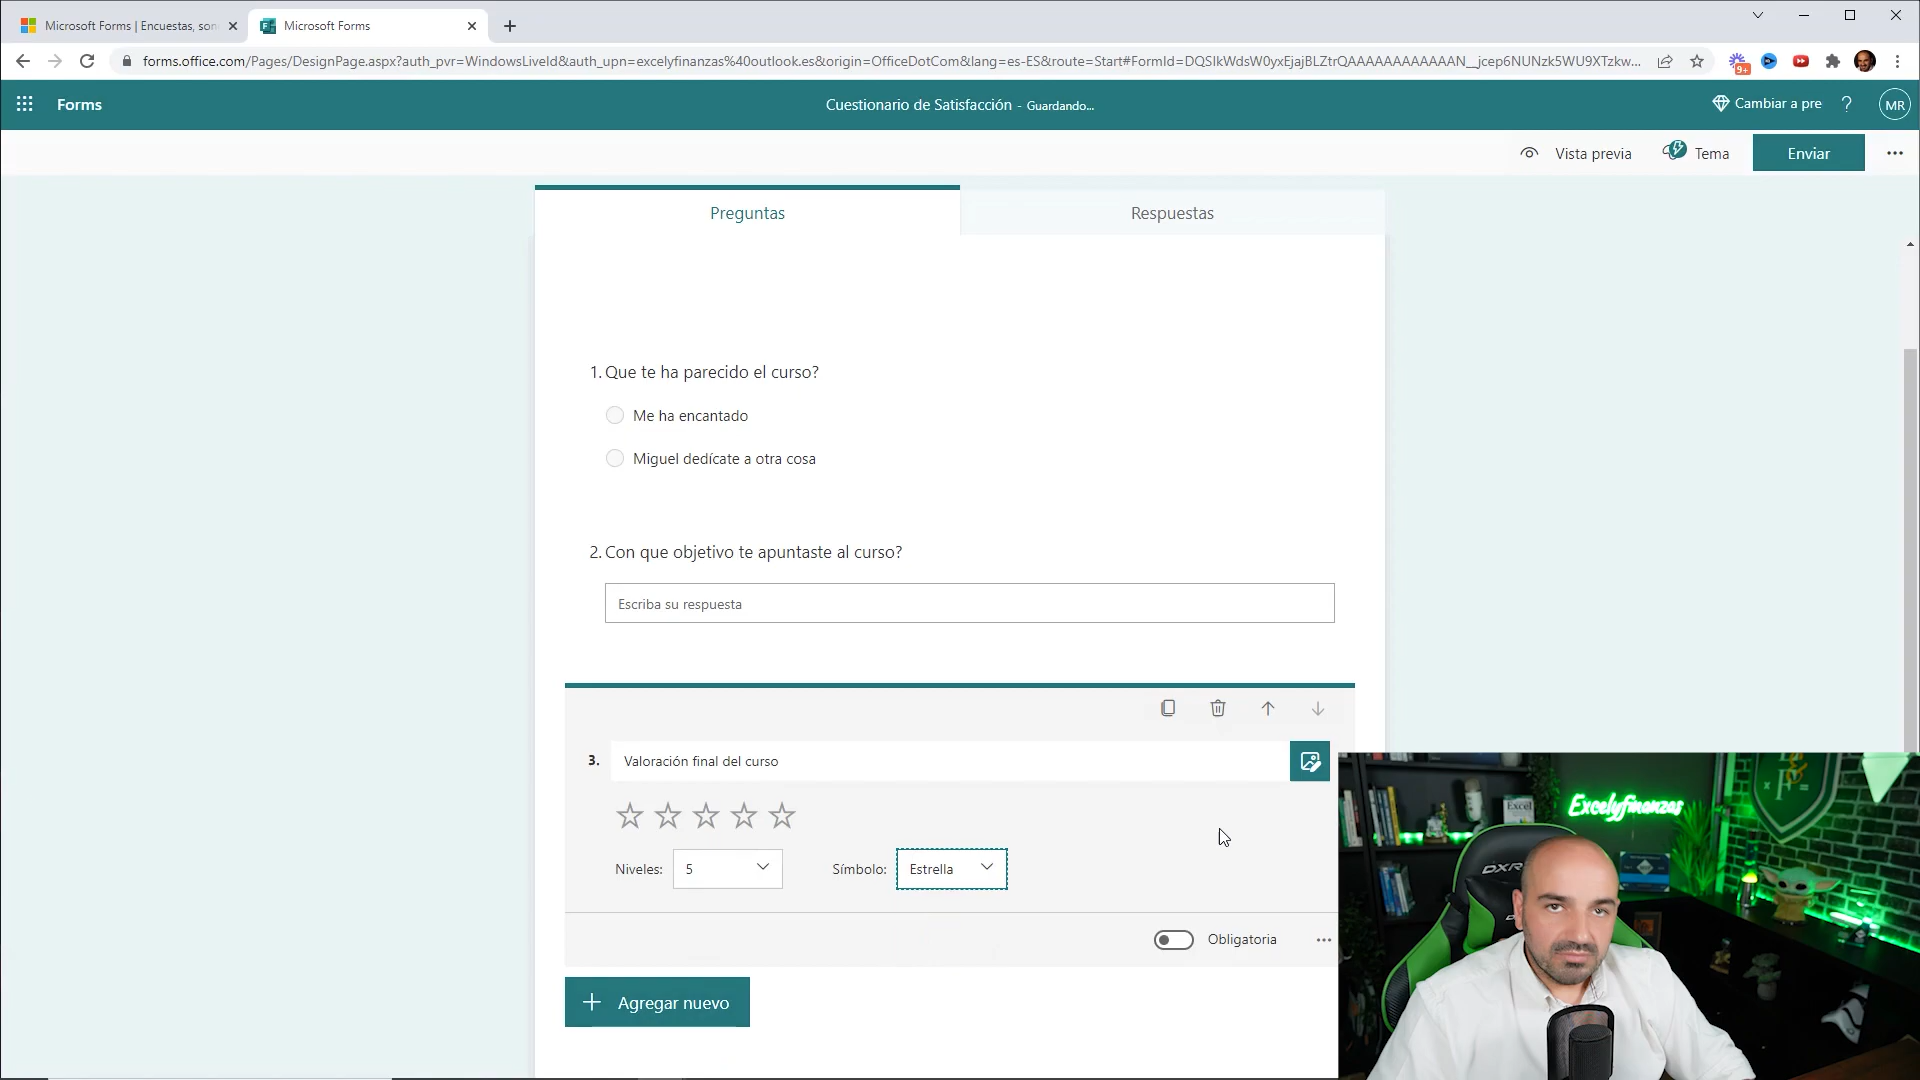 Microsoft Forms | Encuestas, son
Microsoft Forms
forms.office.com/Pages/DesignPage.aspx?auth_pvr=WindowsLiveId&auth_upn=excelyfinanzas%40outlook.es&origin=OfficeDotCom&lang=es-ES&route=Start#FormId=DQSIkWdsW0yxEjajBLZtrQAAAAAAAAAAAAN__jcep6NUNzk5WU9XTzkw...
9+
Forms
Cuestionario de Satisfacción - Guardando...
Cambiar a pre
?
MR
Vista previa
Tema
Enviar
Preguntas
Respuestas
1. Que te ha parecido el curso?
Me ha encantado
Miguel dedícate a otra cosa
2. Con que objetivo te apuntaste al curso?
Escriba su respuesta
3. Valoración final del curso
Niveles: 5
Símbolo: Estrella
Obligatoria
Agregar nuevo
Excelyfinanzas
Excel
DXR